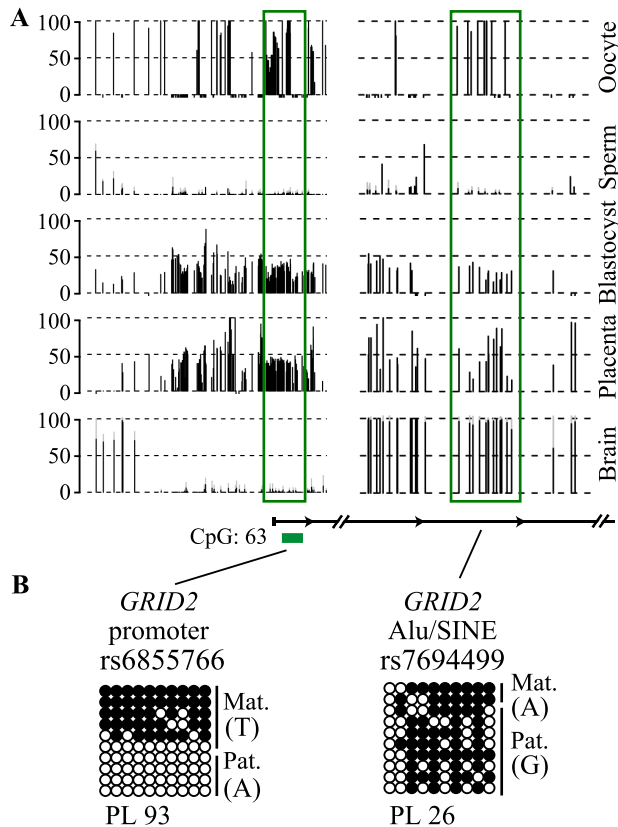 A
100
50
0
Oocyte
100
50
0
Sperm
100
50
0
Blastocyst
100
50
0
Placenta
100
50
0
Brain
CpG: 63
B
GRID2
promoter
rs6855766
Mat.
(T)
Pat.
(A)
PL 93
GRID2
Alu/SINE
rs7694499
Mat.
(A)
Pat.
(G)
PL 26